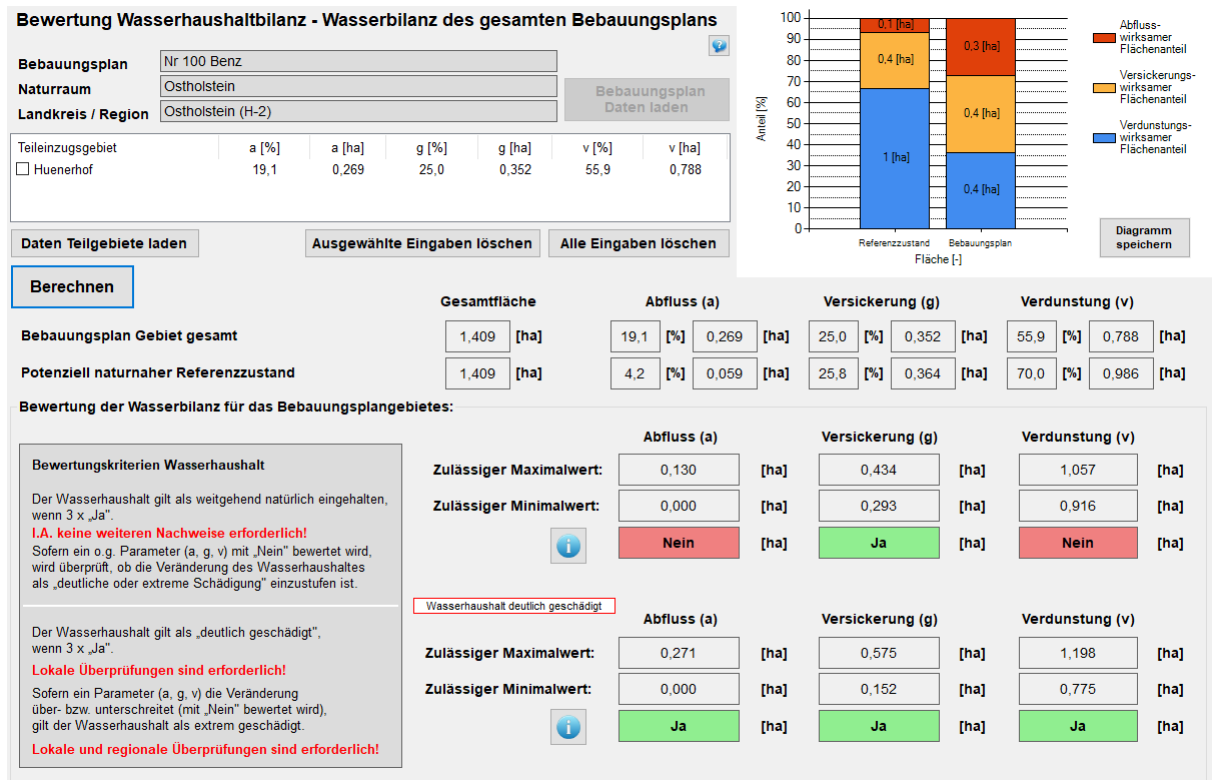 Bewertung Wasserhaushaltbilanz - Wasserbilanz des gesamten Bebauungsplans
Bebauungsplan Nr 100 Benz
Naturraum Ostholstein
Landkreis / Region Ostholstein (H-2)
Bebauungsplan
Daten laden
Teileinzugsgebiet a [%] a [ha] g [%] g [ha] v [%] v [ha]
Huenerhof 19,1 0,269 25,0 0,352 55,9 0,788
Daten Teilgebiete laden Ausgewählte Eingaben löschen Alle Eingaben löschen
Anteil [%]
100
90
80
70
60
50
40
30
20
10
0
0,1 [ha]
0,4 [ha]
1 [ha]
0,3 [ha]
0,4 [ha]
0,4 [ha]
Referenzzustand Bebauungsplan
Fläche [-]
Abfluss-
wirksamer
Flächenanteil
Versickerungs-
wirksamer
Flächenanteil
Verdunstungs-
wirksamer
Flächenanteil
Diagramm
speichern
Berechnen
Gesamtfläche Abfluss (a) Versickerung (g) Verdunstung (v)
Bebauungsplan Gebiet gesamt 1,409 [ha] 19,1 [%] 0,269 [ha] 25,0 [%] 0,352 [ha] 55,9 [%] 0,788 [ha]
Potenziell naturnaher Referenzzustand 1,409 [ha] 4,2 [%] 0,059 [ha] 25,8 [%] 0,364 [ha] 70,0 [%] 0,986 [ha]
Bewertung der Wasserbilanz für das Bebauungsplangebietes:
Bewertungskriterien Wasserhaushalt
Der Wasserhaushalt gilt als weitgehend natürlich eingehalten,
wenn 3 x „Ja".
I.A. keine weiteren Nachweise erforderlich!
Sofern ein o.g. Parameter (a, g, v) mit „Nein" bewertet wird,
wird überprüft, ob die Veränderung des Wasserhaushaltes
als „deutliche oder extreme Schädigung" einzustufen ist.
Der Wasserhaushalt gilt als „deutlich geschädigt",
wenn 3 x „Ja".
Lokale Überprüfungen sind erforderlich!
Sofern ein Parameter (a, g, v) die Veränderung
über- bzw. unterschreitet (mit „Nein" bewertet wird),
gilt der Wasserhaushalt als extrem geschädigt.
Lokale und regionale Überprüfungen sind erforderlich!
Abfluss (a) Versickerung (g) Verdunstung (v)
Zulässiger Maximalwert: 0,130 [ha] 0,434 [ha] 1,057 [ha]
Zulässiger Minimalwert: 0,000 [ha] 0,293 [ha] 0,916 [ha]
Nein [ha] Ja [ha] Nein [ha]
Wasserhaushalt deutlich geschädigt
Abfluss (a) Versickerung (g) Verdunstung (v)
Zulässiger Maximalwert: 0,271 [ha] 0,575 [ha] 1,198 [ha]
Zulässiger Minimalwert: 0,000 [ha] 0,152 [ha] 0,775 [ha]
Ja [ha] Ja [ha] Ja [ha]